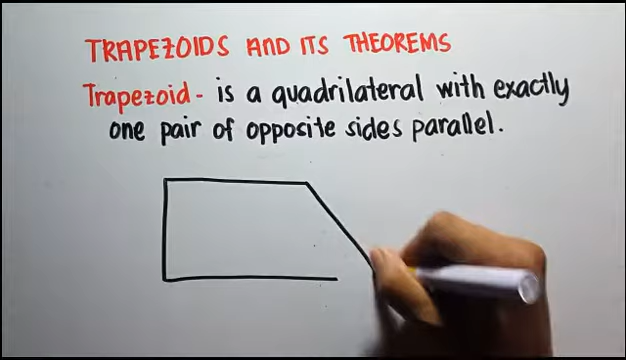 TRAPEZOIDS AND ITS THEOREMS
Trapezoid - is a quadrilateral with exactly
one pair of opposite sides parallel.